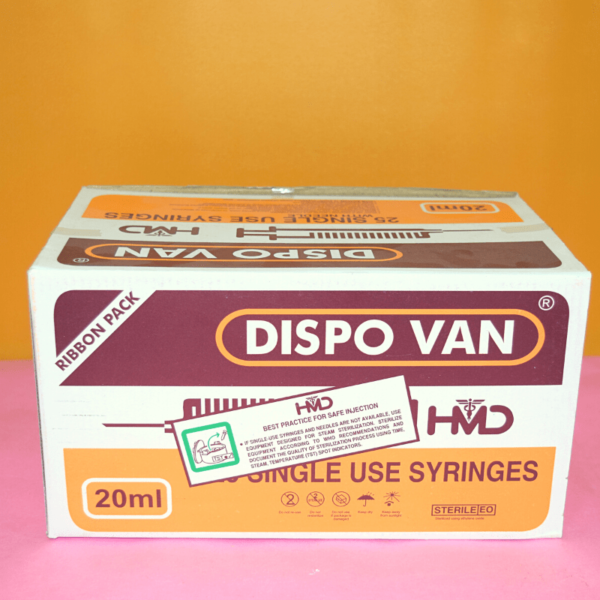 25 SINGLE USE SYRINGES
20ml
HMD
DISPO VAN
®
RIBBON PACK
DISPO VAN
®
HMD
BEST PRACTICE FOR SAFE INJECTION
• IF SINGLE-USE SYRINGES AND NEEDLES ARE NOT AVAILABLE, USE
EQUIPMENT DESIGNED FOR STEAM STERILIZATION. STERILIZE
EQUIPMENT ACCORDING TO WHO RECOMMENDATIONS AND
DOCUMENT THE QUALITY OF STERILIZATION PROCESS USING TIME,
STEAM, TEMPERATURE (TST) SPOT INDICATORS.
HMD
SINGLE USE SYRINGES
20ml
2
STERILE EO